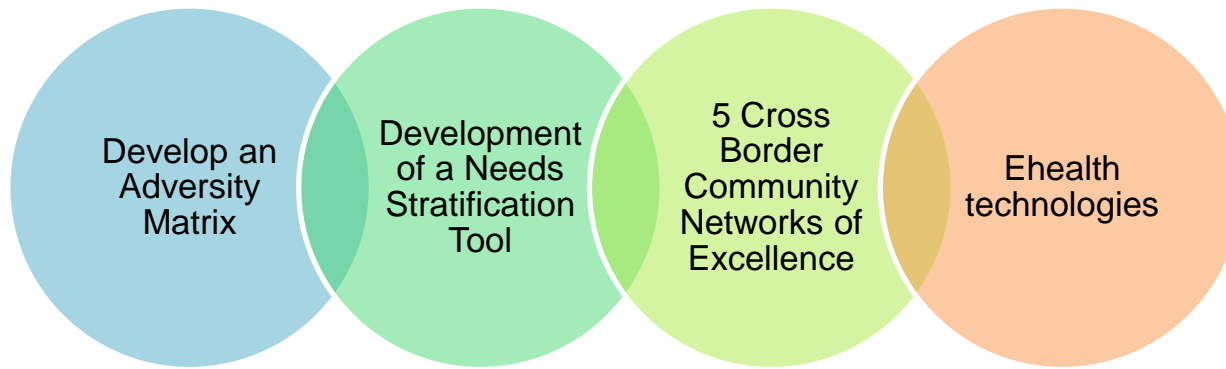 Develop an
Adversity
Matrix
Development
of a Needs
Stratification
Tool
5 Cross
Border
Community
Networks of
Excellence
Ehealth
technologies